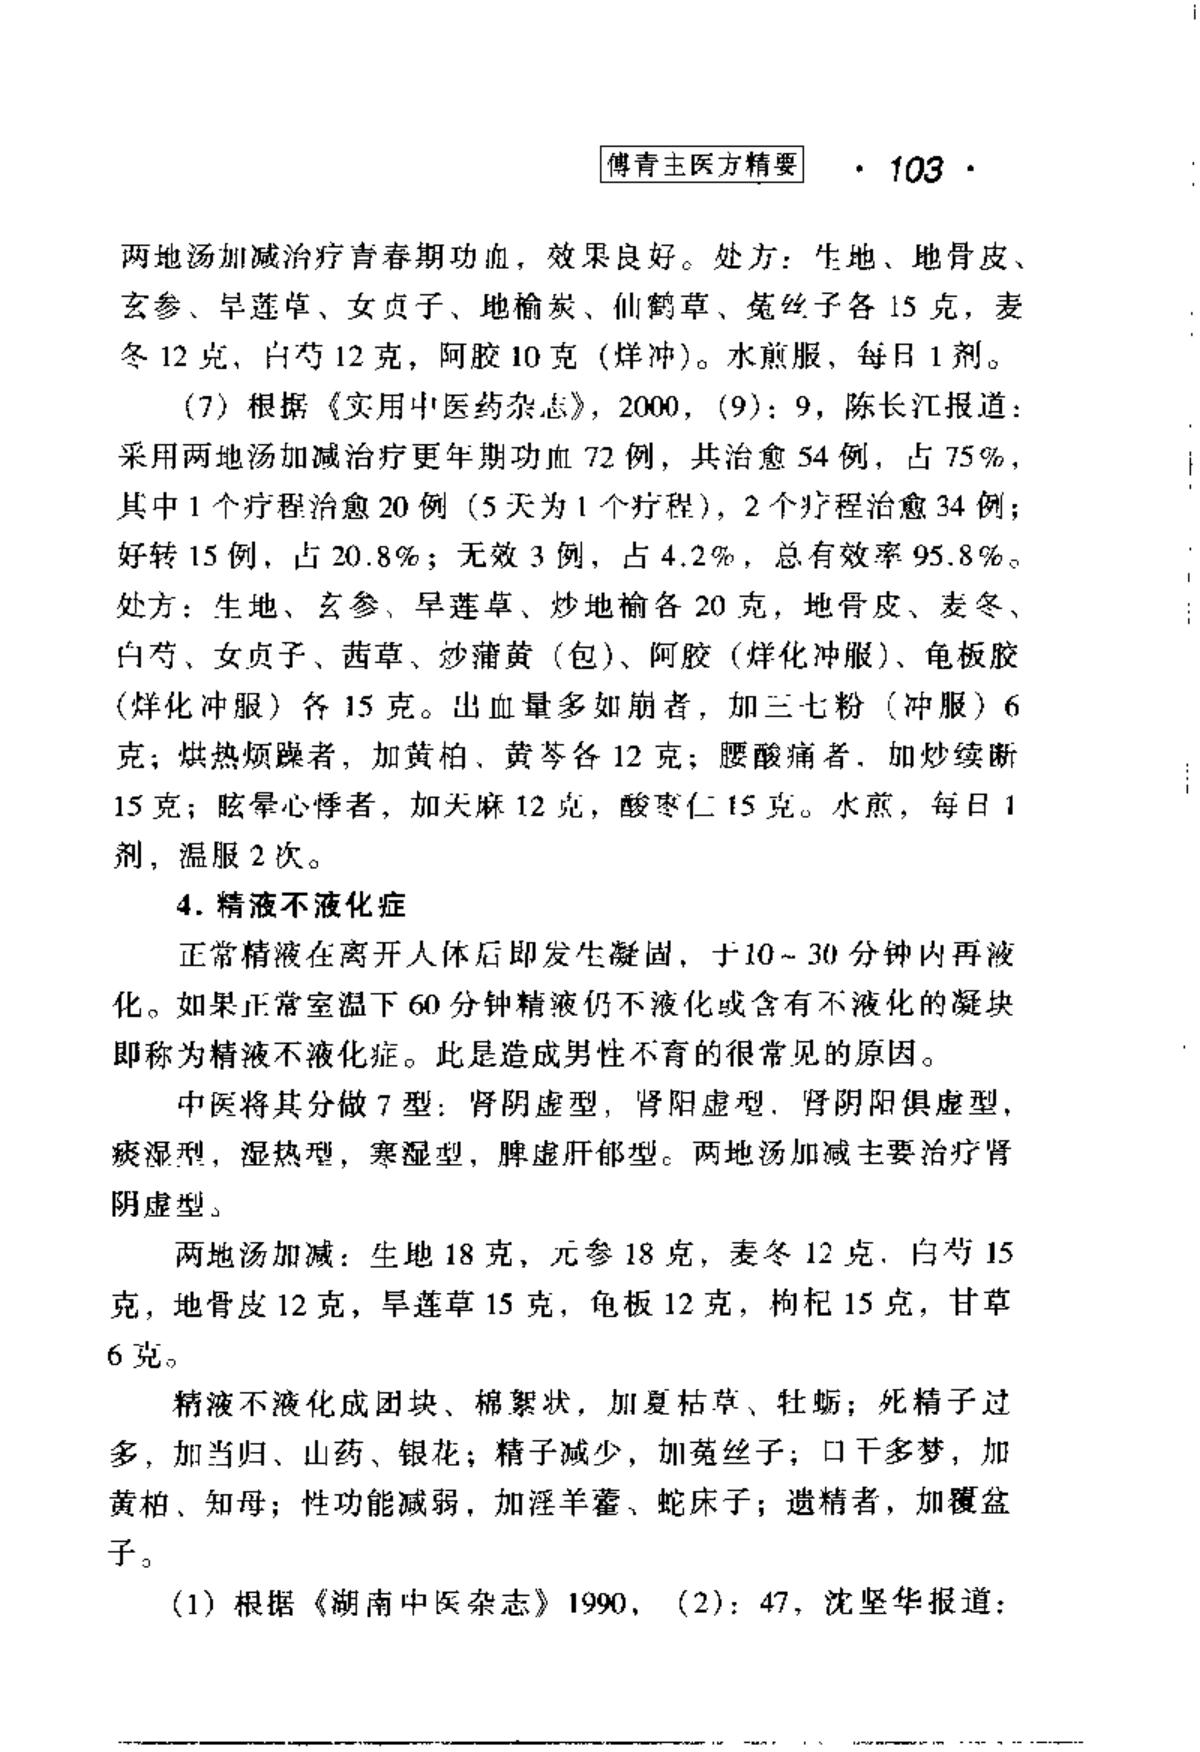 傅青主医方精要 · 103 ·
两地汤加减治疗青春期功血，效果良好。处方：生地、地骨皮、
玄参、旱莲草、女贞子、地榆炭、仙鹤草、菟丝子各 15 克，麦
冬 12 克，白芍 12 克，阿胶 10 克（烊冲）。水煎服，每日 1 剂。
（7）根据《实用中医药杂志》，2000，（9）：9，陈长江报道：
采用两地汤加减治疗更年期功血 72 例，共治愈 54 例，占 75%，
其中 1 个疗程治愈 20 例（5 天为 1 个疗程），2 个疗程治愈 34 例；
好转 15 例，占 20.8%；无效 3 例，占 4.2%，总有效率 95.8%。
处方：生地、玄参、旱莲草、炒地榆各 20 克，地骨皮、麦冬、
白芍、女贞子、茜草、炒蒲黄（包）、阿胶（烊化冲服）、龟板胶
（烊化冲服）各 15 克。出血量多如崩者，加三七粉（冲服）6
克；烘热烦躁者，加黄柏、黄芩各 12 克；腰酸痛者，加炒续断
15 克；眩晕心悸者，加天麻 12 克，酸枣仁 15 克。水煎，每日 1
剂，温服 2 次。
4. 精液不液化症
正常精液在离开人体后即发生凝固，于10～30 分钟内再液
化。如果正常室温下 60 分钟精液仍不液化或含有不液化的凝块
即称为精液不液化症。此是造成男性不育的很常见的原因。
中医将其分做 7 型：肾阴虚型，肾阳虚型，肾阴阳俱虚型，
痰湿型，湿热型，寒湿型，脾虚肝郁型。两地汤加减主要治疗肾
阴虚型。
两地汤加减：生地 18 克，元参 18 克，麦冬 12 克，白芍 15
克，地骨皮 12 克，旱莲草 15 克，龟板 12 克，枸杞 15 克，甘草
6 克。
精液不液化成团块、棉絮状，加夏枯草、牡蛎；死精子过
多，加当归、山药、银花；精子减少，加菟丝子；口干多梦，加
黄柏、知母；性功能减弱，加淫羊藿、蛇床子；遗精者，加覆盆
子。
（1）根据《湖南中医杂志》1990，（2）：47，沈坚华报道：